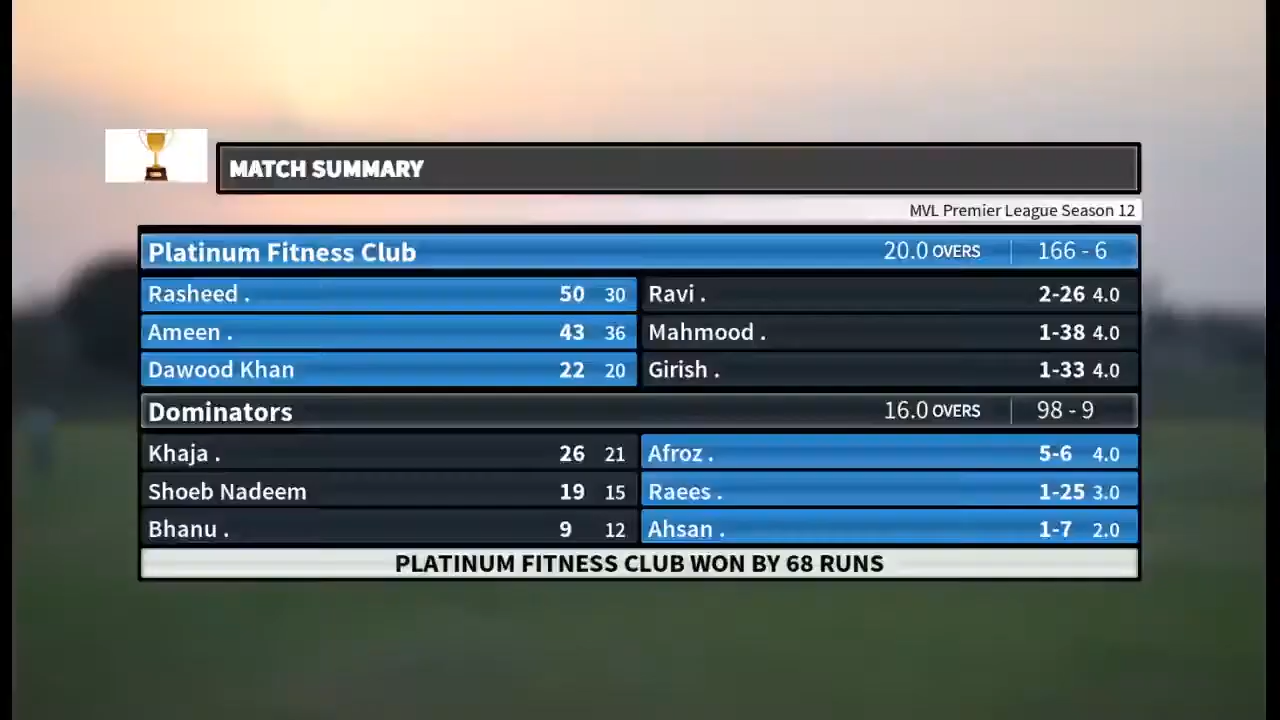 MATCH SUMMARY
MVL Premier League Season 12
Platinum Fitness Club 20.0 OVERS 166 - 6
Rasheed . 50 30 Ravi . 2-26 4.0
Ameen . 43 36 Mahmood . 1-38 4.0
Dawood Khan 22 20 Girish . 1-33 4.0
Dominators 16.0 OVERS 98 - 9
Khaja . 26 21 Afroz . 5-6 4.0
Shoeb Nadeem 19 15 Raees . 1-25 3.0
Bhanu . 9 12 Ahsan . 1-7 2.0
PLATINUM FITNESS CLUB WON BY 68 RUNS